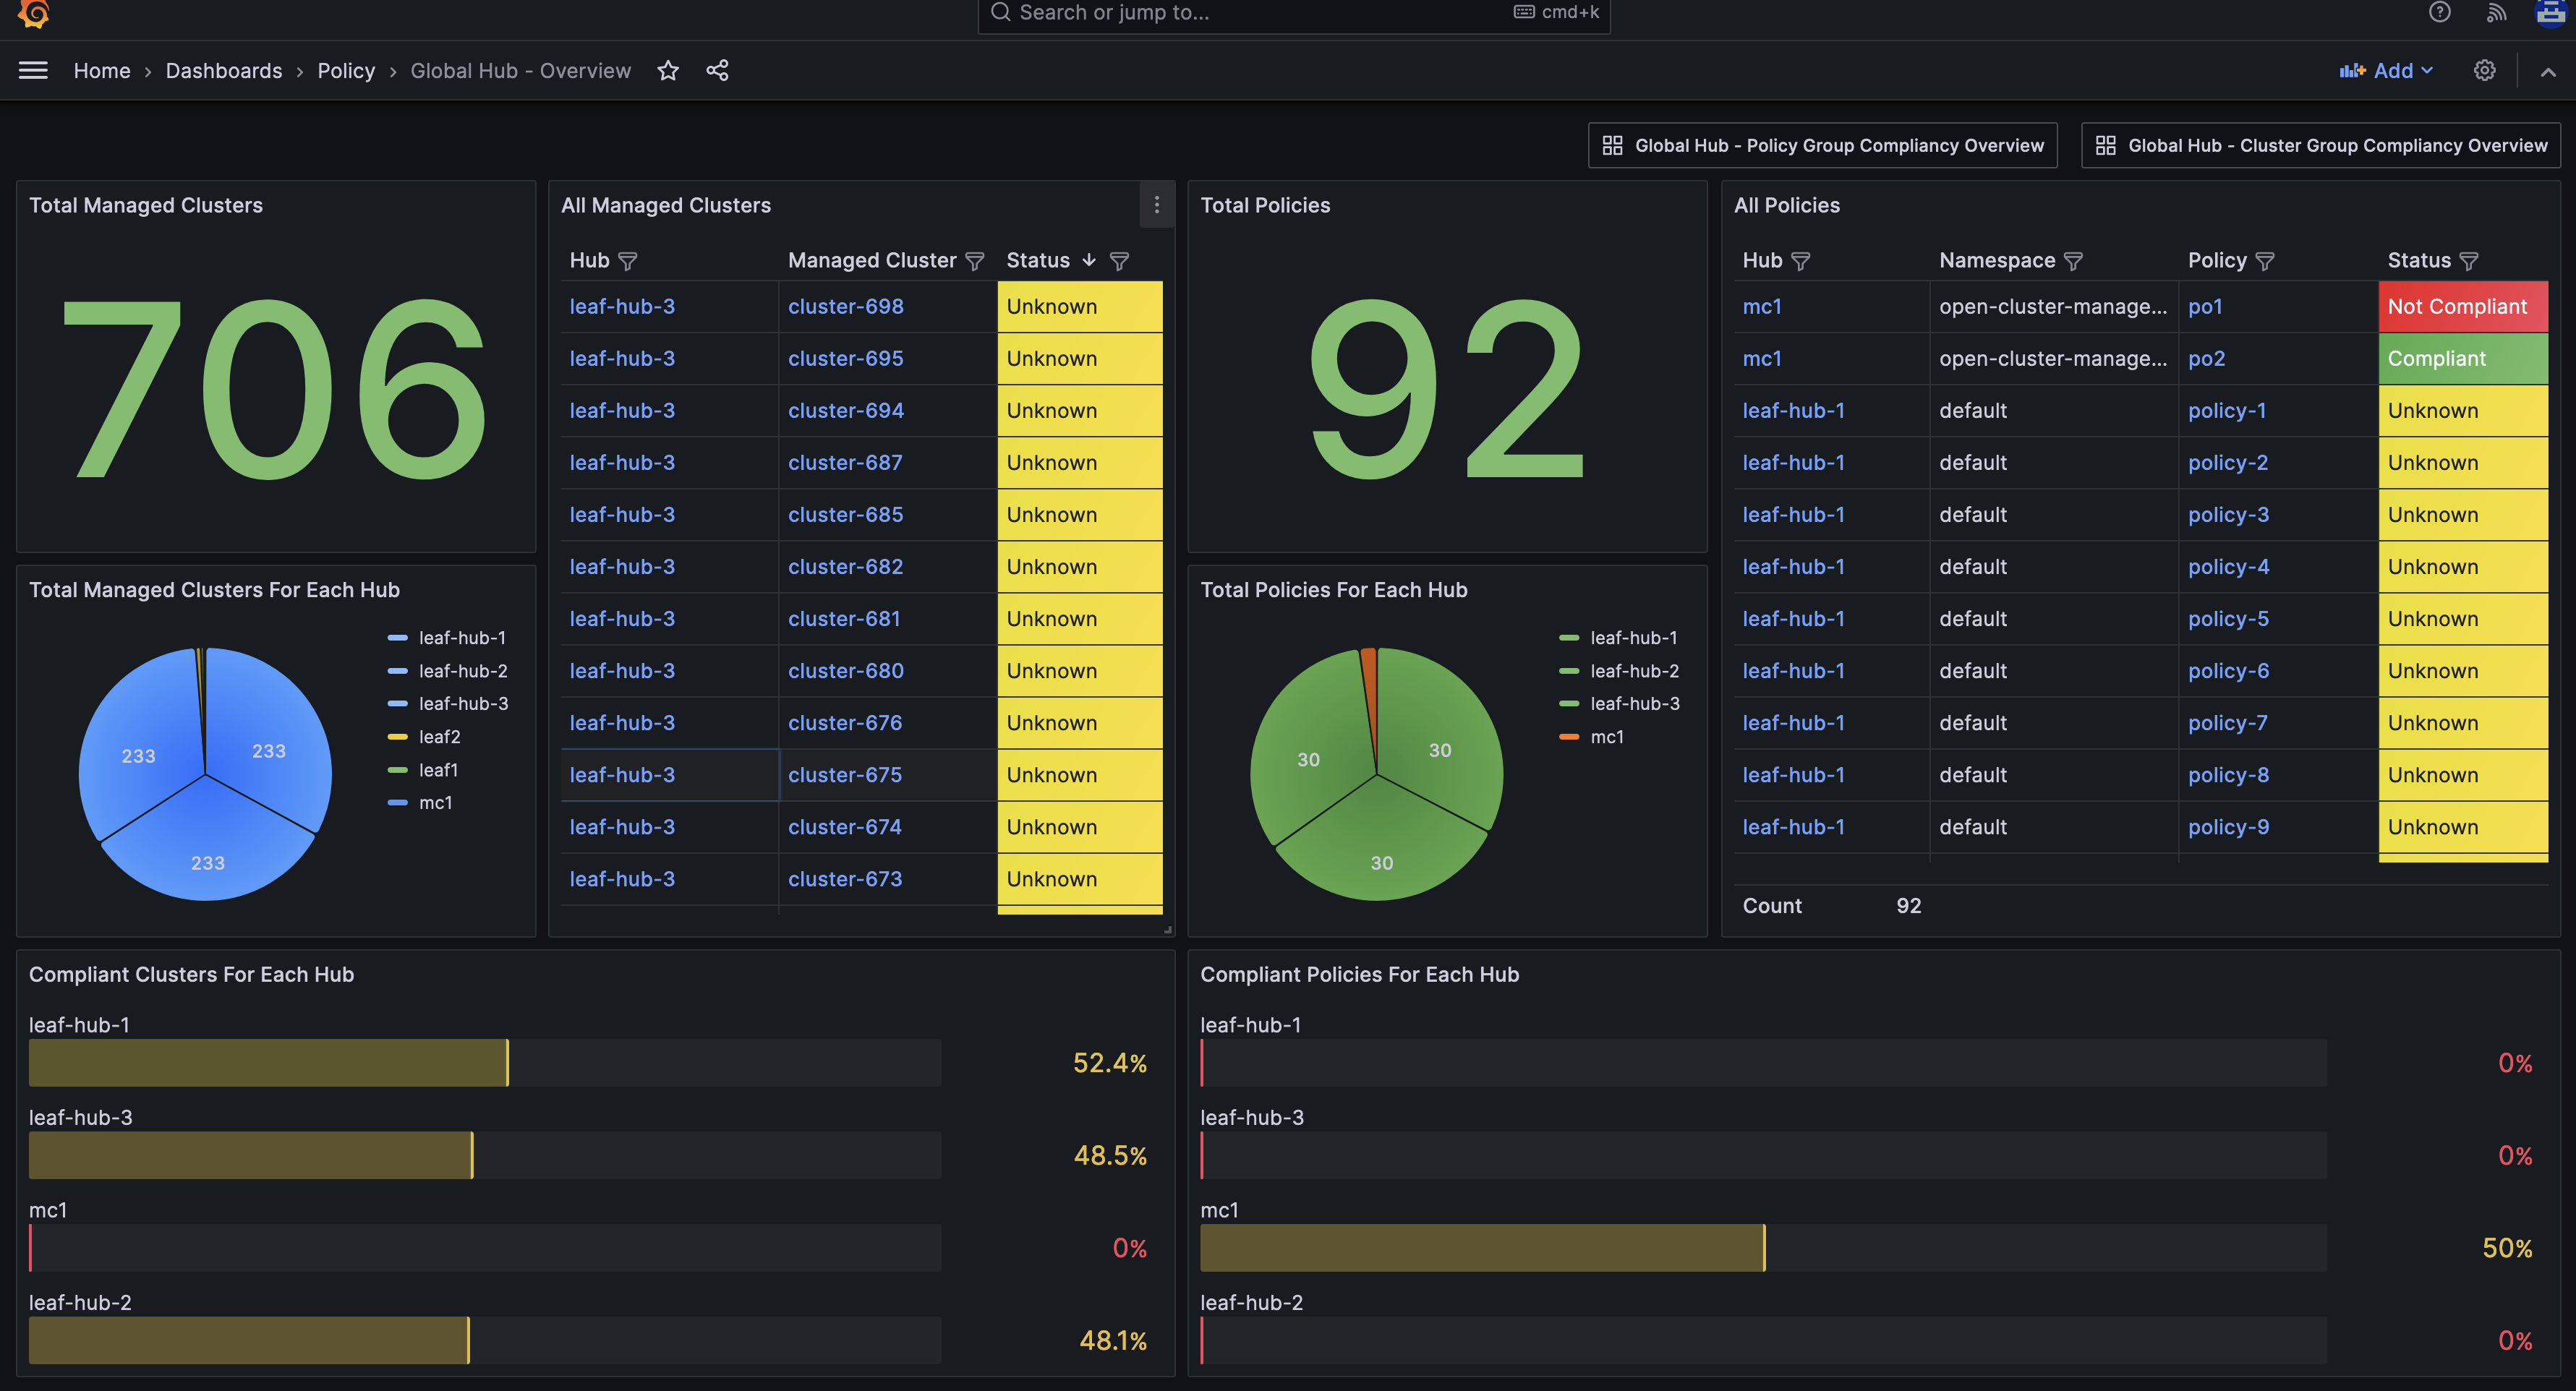 Search or jump to... cmd+k
Home › Dashboards › Policy › Global Hub - Overview Add
Global Hub - Policy Group Compliancy Overview Global Hub - Cluster Group Compliancy Overview
Total Managed Clusters
706
Total Managed Clusters For Each Hub
233 233
233
leaf-hub-1
leaf-hub-2
leaf-hub-3
leaf2
leaf1
mc1
All Managed Clusters
Hub Managed Cluster Status
leaf-hub-3 cluster-698 Unknown
leaf-hub-3 cluster-695 Unknown
leaf-hub-3 cluster-694 Unknown
leaf-hub-3 cluster-687 Unknown
leaf-hub-3 cluster-685 Unknown
leaf-hub-3 cluster-682 Unknown
leaf-hub-3 cluster-681 Unknown
leaf-hub-3 cluster-680 Unknown
leaf-hub-3 cluster-676 Unknown
leaf-hub-3 cluster-675 Unknown
leaf-hub-3 cluster-674 Unknown
leaf-hub-3 cluster-673 Unknown
Total Policies
92
Total Policies For Each Hub
30 30
30
leaf-hub-1
leaf-hub-2
leaf-hub-3
mc1
All Policies
Hub Namespace Policy Status
mc1 open-cluster-manage... po1 Not Compliant
mc1 open-cluster-manage... po2 Compliant
leaf-hub-1 default policy-1 Unknown
leaf-hub-1 default policy-2 Unknown
leaf-hub-1 default policy-3 Unknown
leaf-hub-1 default policy-4 Unknown
leaf-hub-1 default policy-5 Unknown
leaf-hub-1 default policy-6 Unknown
leaf-hub-1 default policy-7 Unknown
leaf-hub-1 default policy-8 Unknown
leaf-hub-1 default policy-9 Unknown
Count 92
Compliant Clusters For Each Hub
leaf-hub-1
52.4%
leaf-hub-3
48.5%
mc1
0%
leaf-hub-2
48.1%
Compliant Policies For Each Hub
leaf-hub-1
0%
leaf-hub-3
0%
mc1
50%
leaf-hub-2
0%